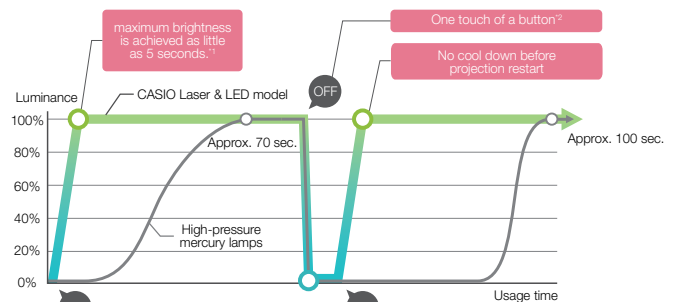 maximum brightness
is achieved as little
as 5 seconds.*1
One touch of a button*2
No cool down before
projection restart
OFF
Luminance
CASIO Laser & LED model
100%
80%
60%
40%
20%
0%
Approx. 70 sec.
Approx. 100 sec.
High-pressure
mercury lamps
Usage time